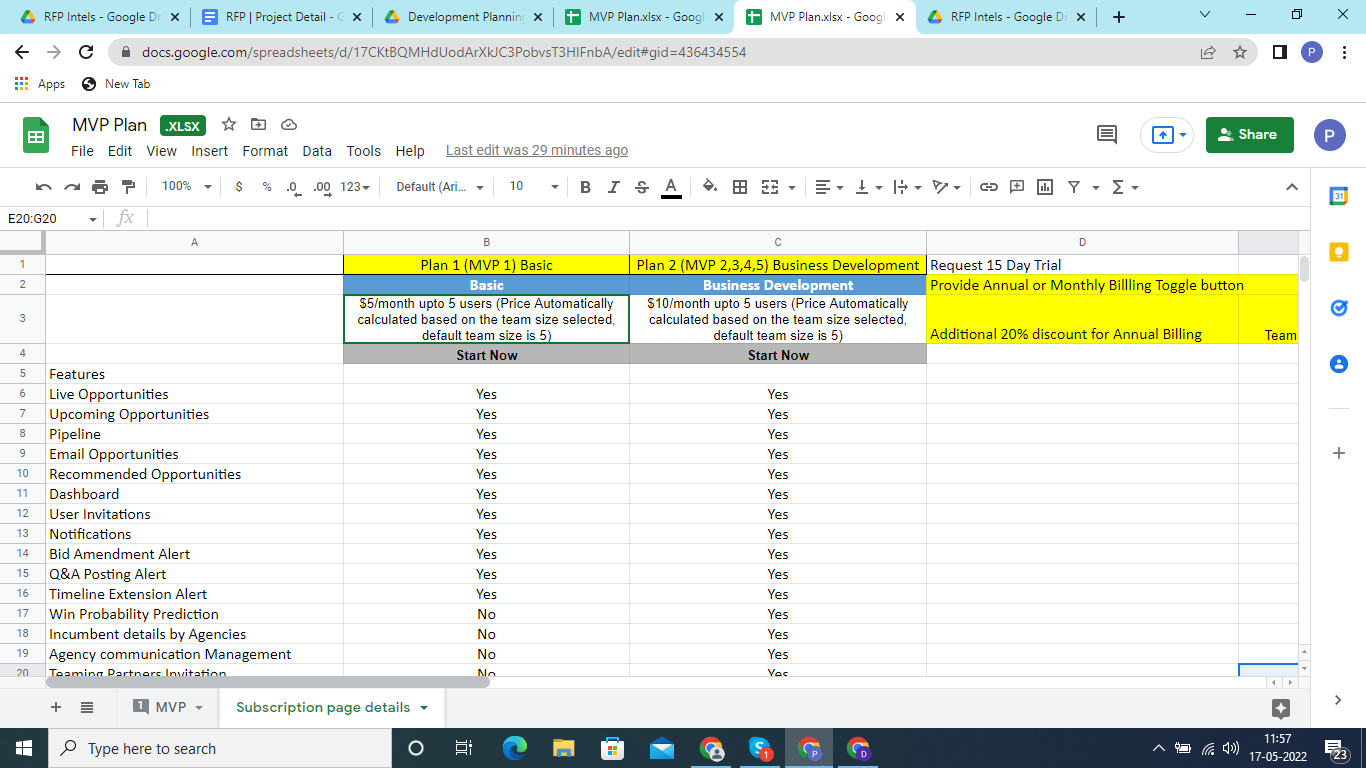 RFP Intels - Google Dr
RFP | Project Detail - G
Development Planning
MVP Plan.xlsx - Googl
MVP Plan.xlsx - Googl
RFP Intels - Google Dr
docs.google.com/spreadsheets/d/17CKtBQMHdUodArXkJC3PobvsT3HIFnbA/edit#gid=436434554
P
Apps
New Tab
MVP Plan .XLSX
Share
P
File Edit View Insert Format Data Tools Help Last edit was 29 minutes ago
100% $ % .0 .00 123 Default (Ari... 10 B I S A
31
E20:G20 fx
A B C D
1 Plan 1 (MVP 1) Basic Plan 2 (MVP 2,3,4,5) Business Development Request 15 Day Trial
2 Basic Business Development Provide Annual or Monthly Billling Toggle button
3 $5/month upto 5 users (Price Automatically calculated based on the team size selected, default team size is 5) $10/month upto 5 users (Price Automatically calculated based on the team size selected, default team size is 5) Additional 20% discount for Annual Billing Team
4 Start Now Start Now
5 Features
6 Live Opportunities Yes Yes
7 Upcoming Opportunities Yes Yes
8 Pipeline Yes Yes
9 Email Opportunities Yes Yes
10 Recommended Opportunities Yes Yes
11 Dashboard Yes Yes
12 User Invitations Yes Yes
13 Notifications Yes Yes
14 Bid Amendment Alert Yes Yes
15 Q&A Posting Alert Yes Yes
16 Timeline Extension Alert Yes Yes
17 Win Probability Prediction No Yes
18 Incumbent details by Agencies No Yes
19 Agency communication Management No Yes
20 Teaming Partners Invitation No Yes
1 MVP Subscription page details
Type here to search
1
P
D
11:57
17-05-2022
23